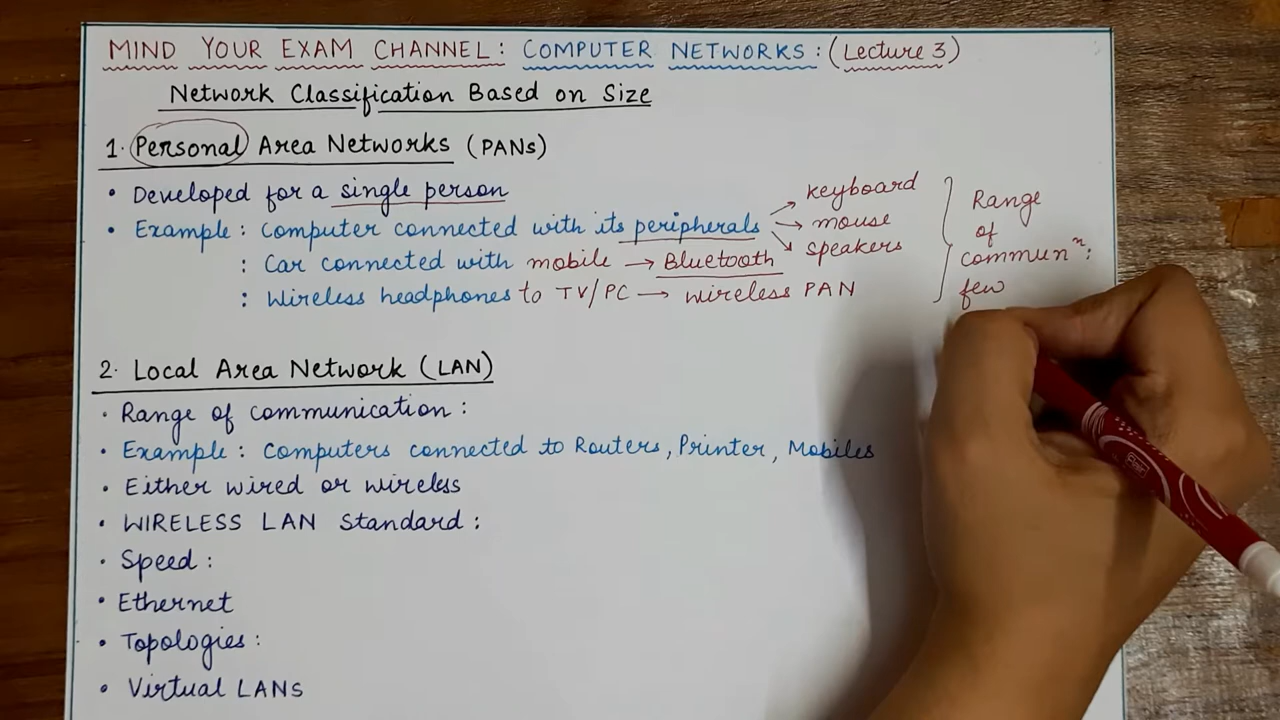 MIND YOUR EXAM CHANNEL: COMPUTER NETWORKS: (Lecture 3)
Network Classification Based on Size
1. Personal Area Networks (PANs)
• Developed for a single person
• Example: Computer connected with its peripherals → keyboard
→ mouse
→ speakers
: Car connected with mobile → Bluetooth
: Wireless headphones to TV/PC → wireless PAN
Range
of
communⁿ:
few
2. Local Area Network (LAN)
• Range of communication:
• Example: Computers connected to Routers, Printer, Mobiles
• Either wired or wireless
• WIRELESS LAN Standard:
• Speed:
• Ethernet
• Topologies:
• Virtual LANs
Flair